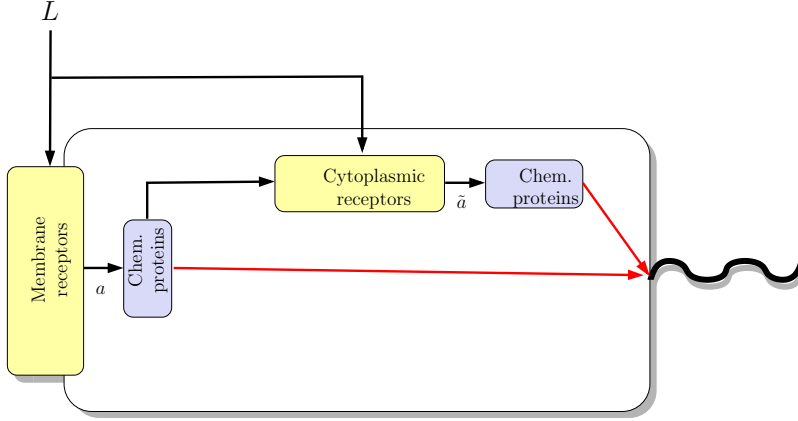 L
Cytoplasmic
receptors
Chem.
proteins
ã
Membrane
receptors
a
Chem.
proteins